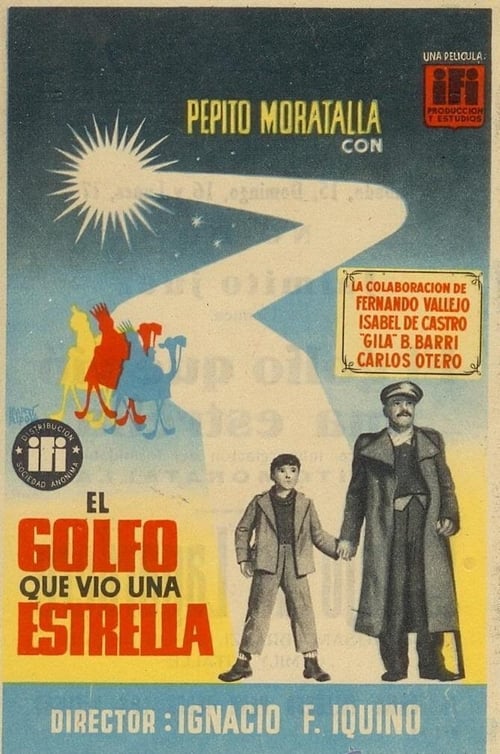 UNA PELICULA
ifi
PRODUCCION
Y ESTUDIOS
PEPITO MORATALLA
CON
LA COLABORACION DE
FERNANDO VALLEJO
ISABEL DE CASTRO
"GILA" B. BARRI
CARLOS OTERO
DISTRIBUCION
ifi
SOCIEDAD ANONIMA
EL
GOLFO
QUE VIO UNA
ESTRELLA
DIRECTOR : IGNACIO F. IQUINO